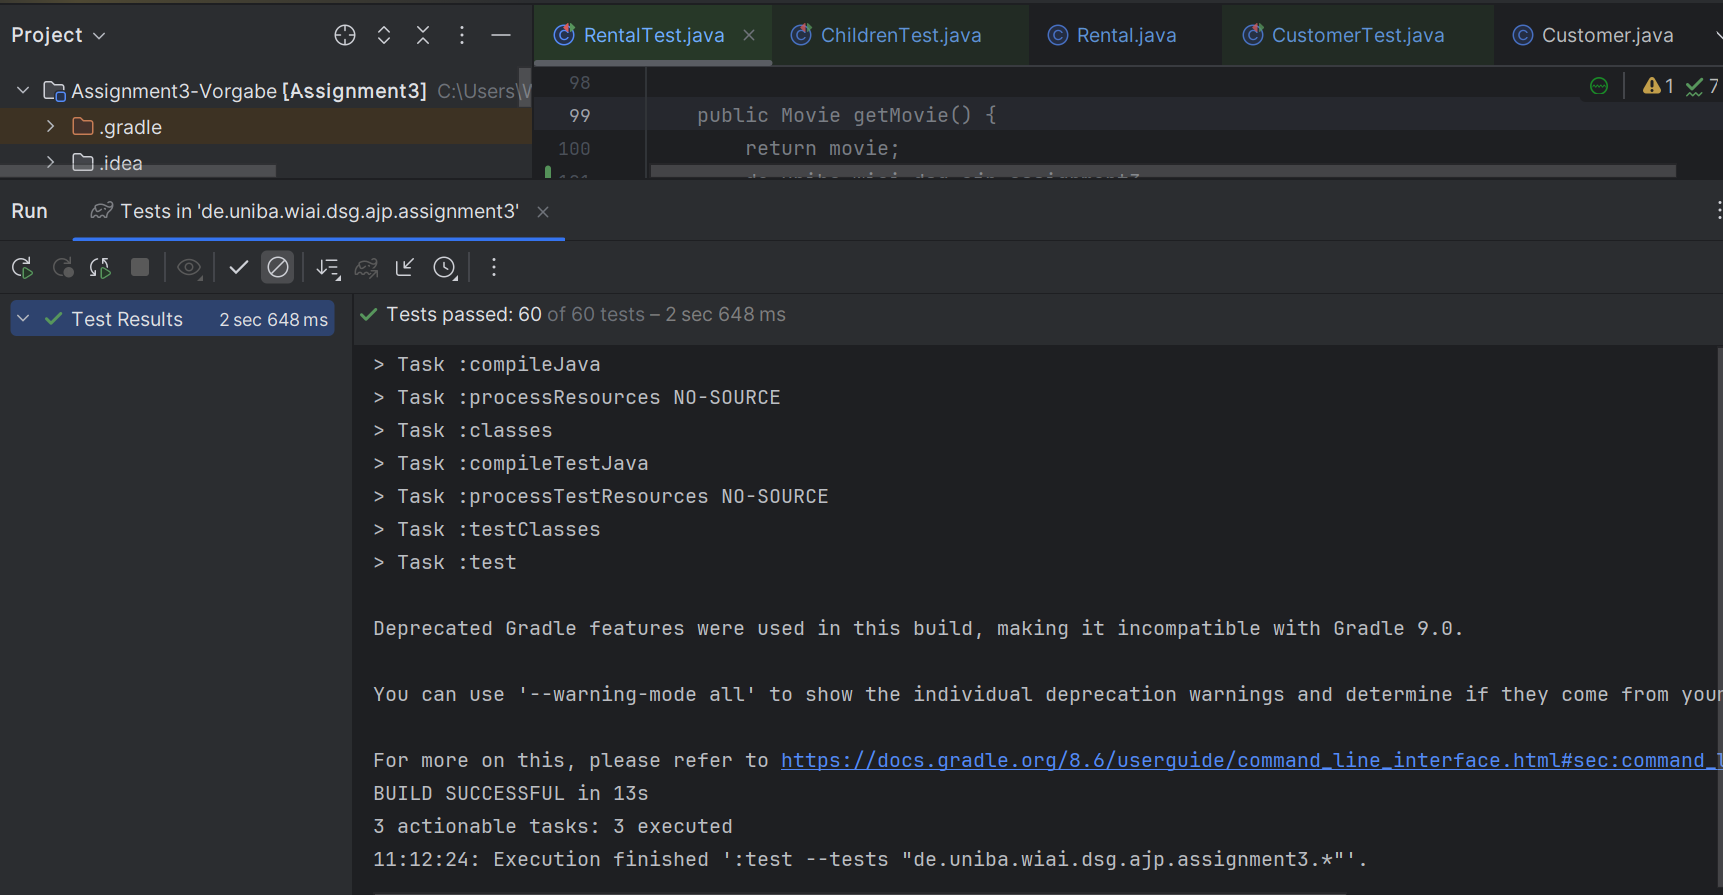 Project
RentalTest.java
ChildrenTest.java
Rental.java
CustomerTest.java
Customer.java
Assignment3-Vorgabe [Assignment3] C:\Users\
.gradle
.idea
98
1 7
99 public Movie getMovie() {
100 return movie;
Run Tests in 'de.uniba.wiai.dsg.ajp.assignment3'
Test Results 2 sec 648 ms
Tests passed: 60 of 60 tests – 2 sec 648 ms
> Task :compileJava
> Task :processResources NO-SOURCE
> Task :classes
> Task :compileTestJava
> Task :processTestResources NO-SOURCE
> Task :testClasses
> Task :test
Deprecated Gradle features were used in this build, making it incompatible with Gradle 9.0.
You can use '--warning-mode all' to show the individual deprecation warnings and determine if they come from your
For more on this, please refer to https://docs.gradle.org/8.6/userguide/command_line_interface.html#sec:command_l
BUILD SUCCESSFUL in 13s
3 actionable tasks: 3 executed
11:12:24: Execution finished ':test --tests "de.uniba.wiai.dsg.ajp.assignment3.*"'.